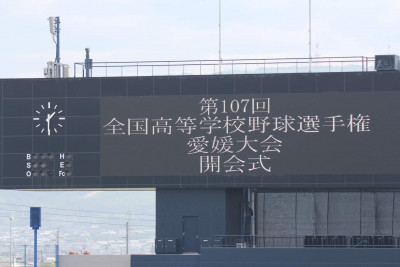 第107回
全国高等学校野球選手権
愛媛大会
開会式
B H
S E
O Fc